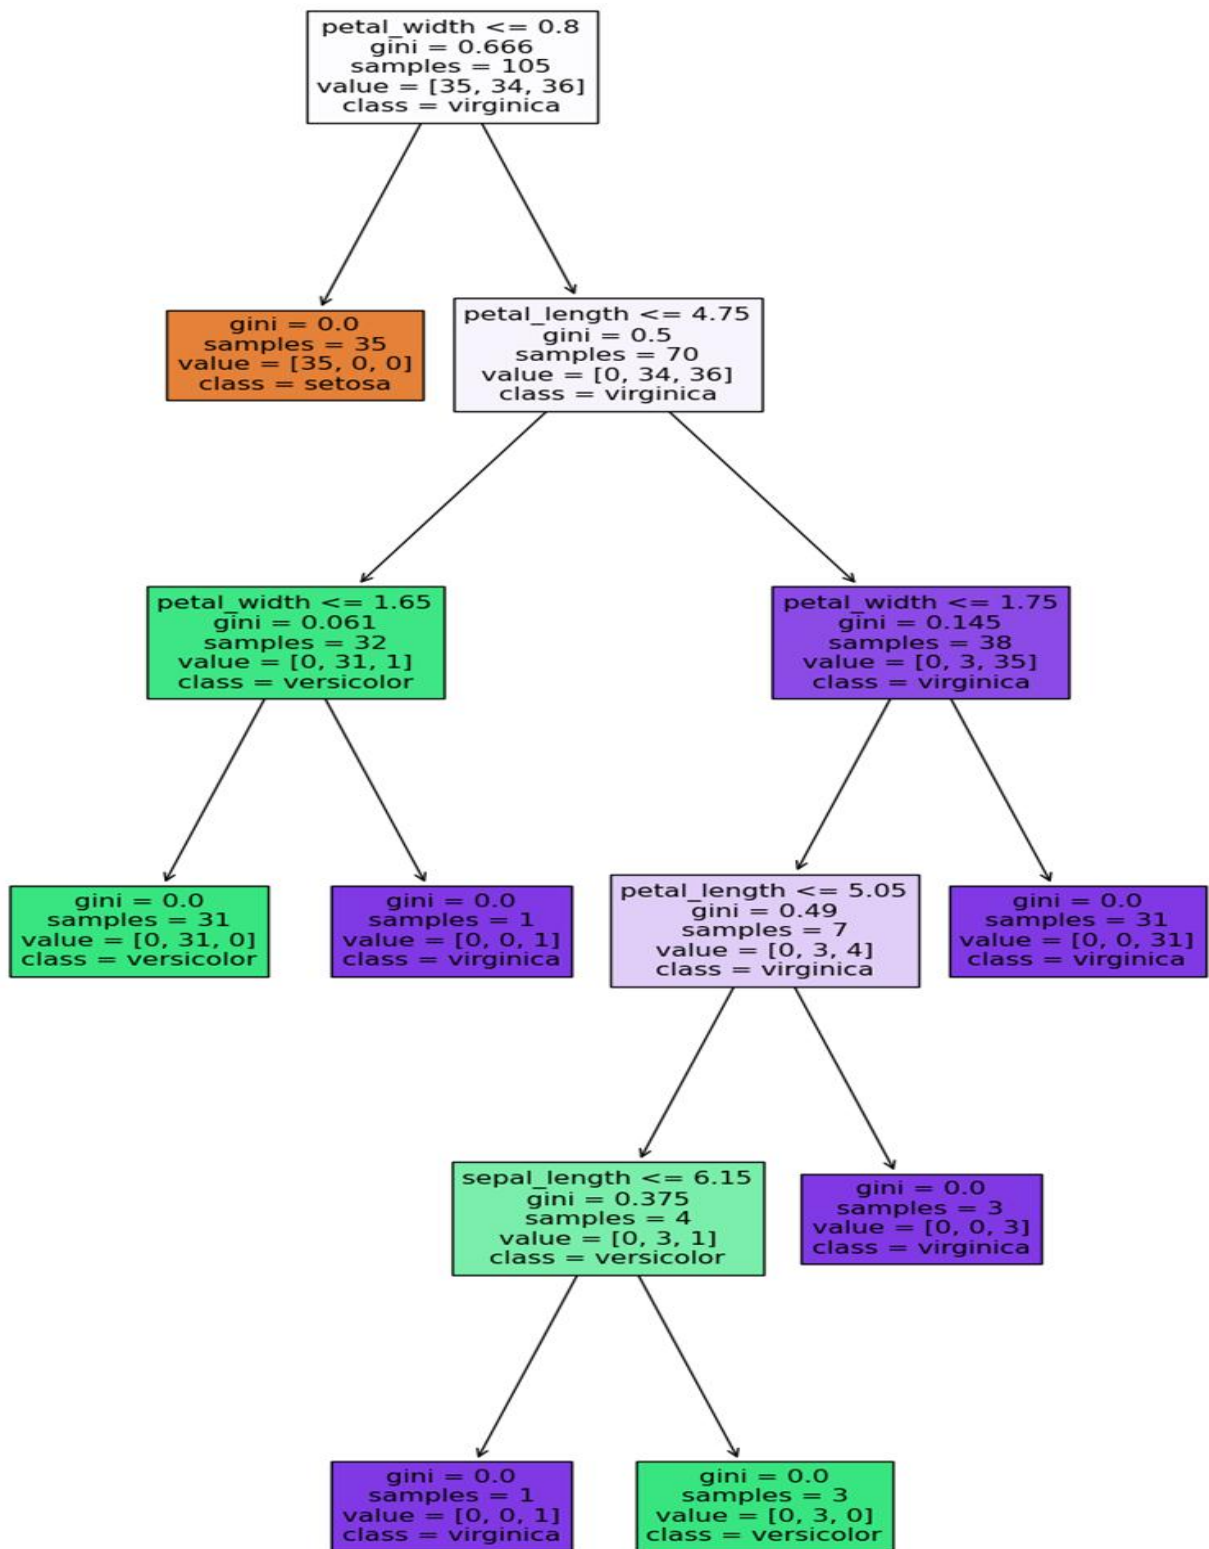 petal_width <= 0.8
gini = 0.666
samples = 105
value = [35, 34, 36]
class = virginica
gini = 0.0
samples = 35
value = [35, 0, 0]
class = setosa
petal_length <= 4.75
gini = 0.5
samples = 70
value = [0, 34, 36]
class = virginica
petal_width <= 1.65
gini = 0.061
samples = 32
value = [0, 31, 1]
class = versicolor
petal_width <= 1.75
gini = 0.145
samples = 38
value = [0, 3, 35]
class = virginica
gini = 0.0
samples = 31
value = [0, 31, 0]
class = versicolor
gini = 0.0
samples = 1
value = [0, 0, 1]
class = virginica
petal_length <= 5.05
gini = 0.49
samples = 7
value = [0, 3, 4]
class = virginica
gini = 0.0
samples = 31
value = [0, 0, 31]
class = virginica
sepal_length <= 6.15
gini = 0.375
samples = 4
value = [0, 3, 1]
class = versicolor
gini = 0.0
samples = 3
value = [0, 0, 3]
class = virginica
gini = 0.0
samples = 1
value = [0, 0, 1]
class = virginica
gini = 0.0
samples = 3
value = [0, 3, 0]
class = versicolor